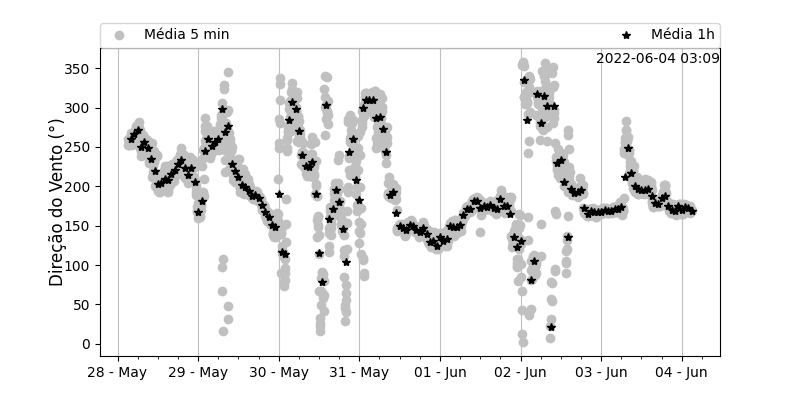 Média 5 min
Média 1h
2022-06-04 03:09
Direção do Vento (°)
350
300
250
200
150
100
50
0
28 - May
29 - May
30 - May
31 - May
01 - Jun
02 - Jun
03 - Jun
04 - Jun